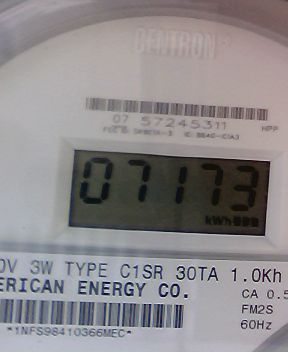 CENTRON
07 57245311
HPP
07173
kWh
0V 3W TYPE C1SR 30TA 1.0Kh
ERICAN ENERGY CO.
CA 0.5
FM2S
60Hz
*1NFS98410366MEC*